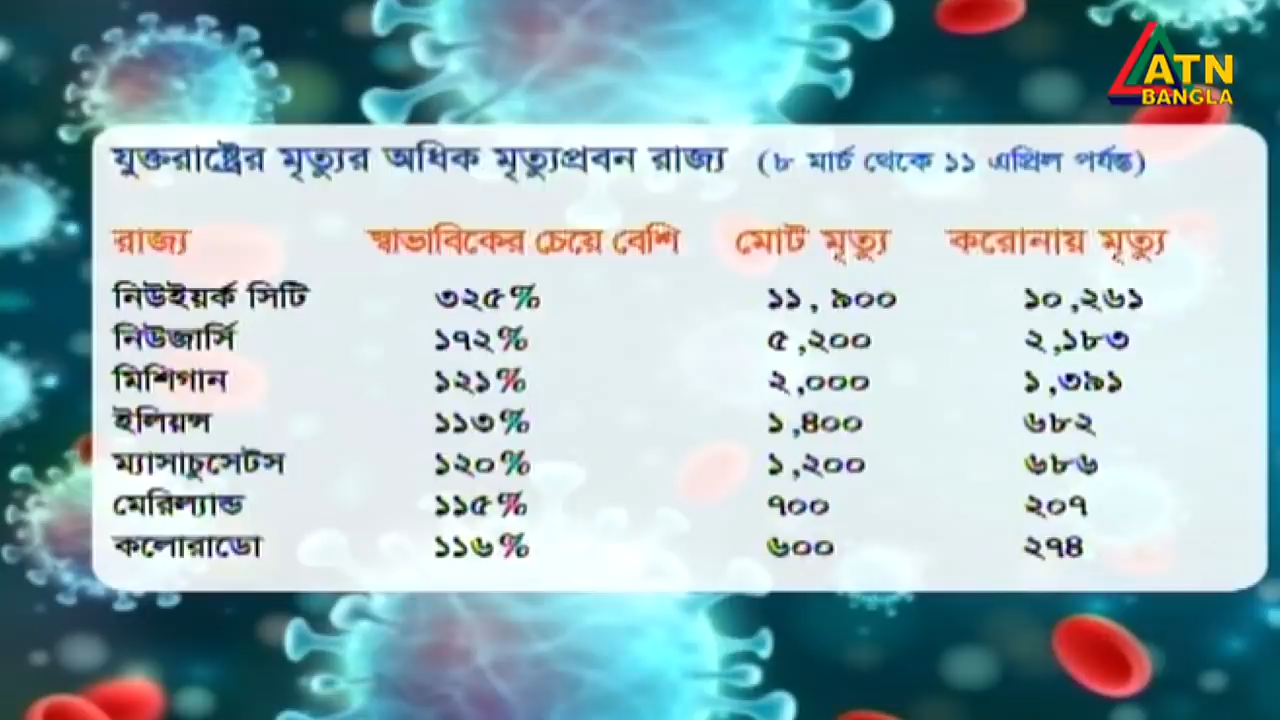 ATN
BANGLA
যুক্তরাষ্ট্রের মৃত্যুর অধিক মৃত্যুপ্রবন রাজ্য (৮ মার্চ থেকে ১১ এপ্রিল পর্যন্ত)
রাজ্য স্বাভাবিকের চেয়ে বেশি মোট মৃত্যু করোনায় মৃত্যু
নিউইয়র্ক সিটি ৩২৫% ১১, ৯০০ ১০,২৬১
নিউজার্সি ১৭২% ৫,২০০ ২,১৮৩
মিশিগান ১২১% ২,০০০ ১,৩৯১
ইলিয়ন্স ১১৩% ১,৪০০ ৬৮২
ম্যাসাচুসেটস ১২০% ১,২০০ ৬৮৬
মেরিল্যান্ড ১১৫% ৭০০ ২০৭
কলোরাডো ১১৬% ৬০০ ২৭৪